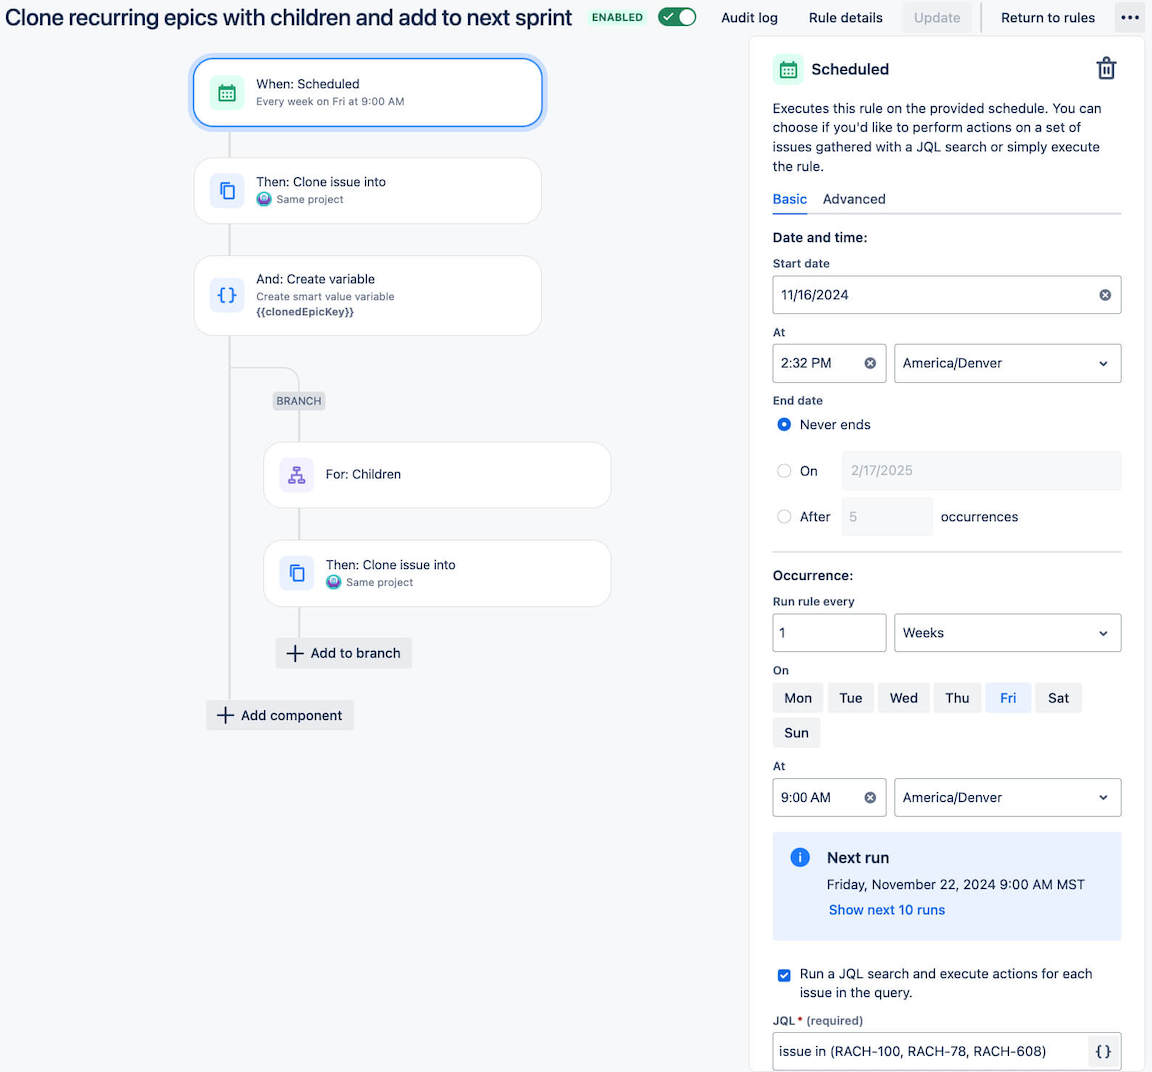 Clone recurring epics with children and add to next sprint ENABLED Audit log Rule details Update Return to rules
When: Scheduled
Every week on Fri at 9:00 AM
Then: Clone issue into
Same project
And: Create variable
Create smart value variable
{{clonedEpicKey}}
BRANCH
For: Children
Then: Clone issue into
Same project
Add to branch
Add component
Scheduled
Executes this rule on the provided schedule. You can
choose if you'd like to perform actions on a set of
issues gathered with a JQL search or simply execute
the rule.
Basic Advanced
Date and time:
Start date
11/16/2024
At
2:32 PM America/Denver
End date
Never ends
On 2/17/2025
After 5 occurrences
Occurrence:
Run rule every
1 Weeks
On
Mon Tue Wed Thu Fri Sat
Sun
At
9:00 AM America/Denver
Next run
Friday, November 22, 2024 9:00 AM MST
Show next 10 runs
Run a JQL search and execute actions for each
issue in the query.
JQL* (required)
issue in (RACH-100, RACH-78, RACH-608) {}